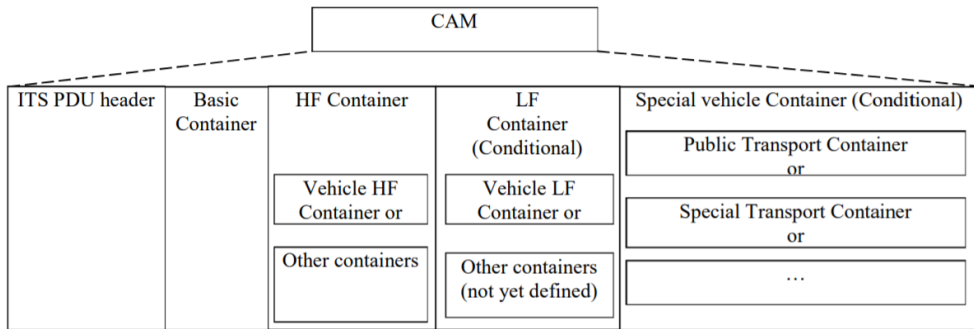 CAM
ITS PDU header
Basic
Container
HF Container
Vehicle HF
Container or
Other containers
LF
Container
(Conditional)
Vehicle LF
Container or
Other containers
(not yet defined)
Special vehicle Container (Conditional)
Public Transport Container
or
Special Transport Container
or
...